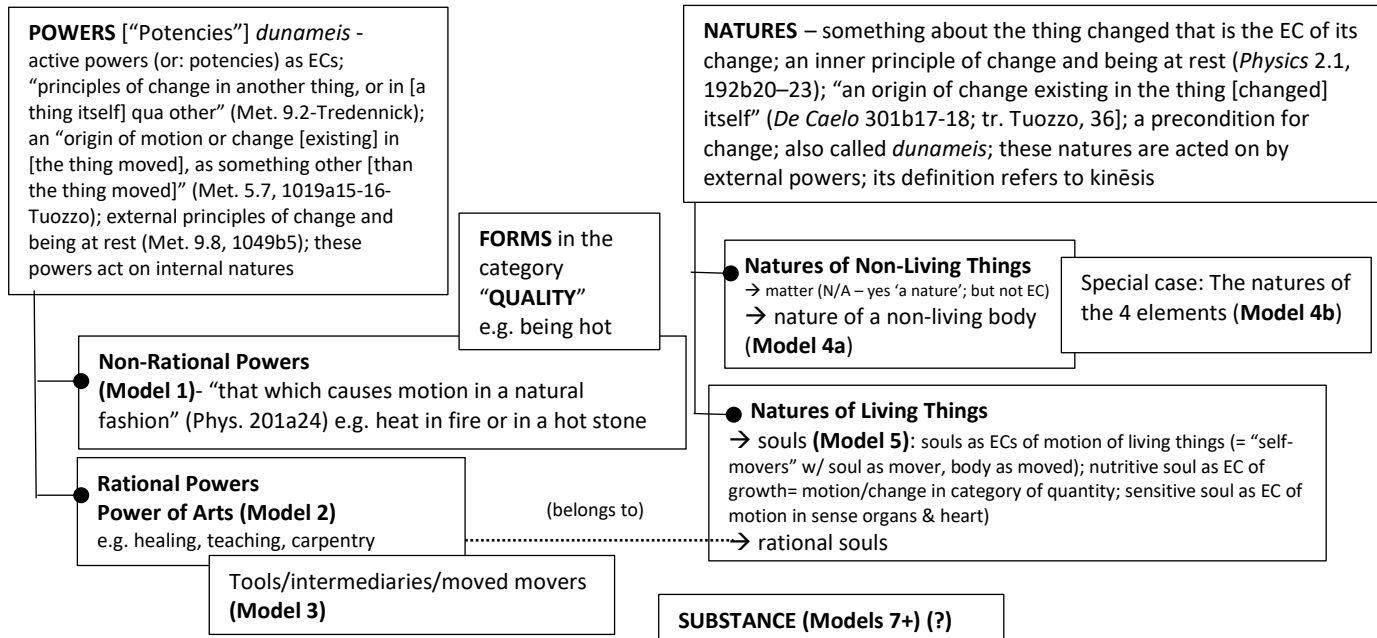 POWERS [“Potencies”] dunameis -
active powers (or: potencies) as ECs;
“principles of change in another thing, or in [a
thing itself] qua other” (Met. 9.2-Tredennick);
an “origin of motion or change [existing] in
[the thing moved], as something other [than
the thing moved]” (Met. 5.7, 1019a15-16-
Tuozzo); external principles of change and
being at rest (Met. 9.8, 1049b5); these
powers act on internal natures
NATURES – something about the thing changed that is the EC of its
change; an inner principle of change and being at rest (Physics 2.1,
192b20–23); “an origin of change existing in the thing [changed]
itself” (De Caelo 301b17-18; tr. Tuozzo, 36]; a precondition for
change; also called dunameis; these natures are acted on by
external powers; its definition refers to kinēsis
FORMS in the
category
“QUALITY”
e.g. being hot
Natures of Non-Living Things
→ matter (N/A – yes ‘a nature’; but not EC)
→ nature of a non-living body
(Model 4a)
Special case: The natures of
the 4 elements (Model 4b)
Non-Rational Powers
(Model 1)- “that which causes motion in a natural
fashion” (Phys. 201a24) e.g. heat in fire or in a hot stone
Natures of Living Things
→ souls (Model 5): souls as ECs of motion of living things (= “self-
movers” w/ soul as mover, body as moved); nutritive soul as EC of
growth= motion/change in category of quantity; sensitive soul as EC of
motion in sense organs & heart)
→ rational souls
Rational Powers
Power of Arts (Model 2)
e.g. healing, teaching, carpentry
(belongs to)
Tools/intermediaries/moved movers
(Model 3)
SUBSTANCE (Models 7+) (?)